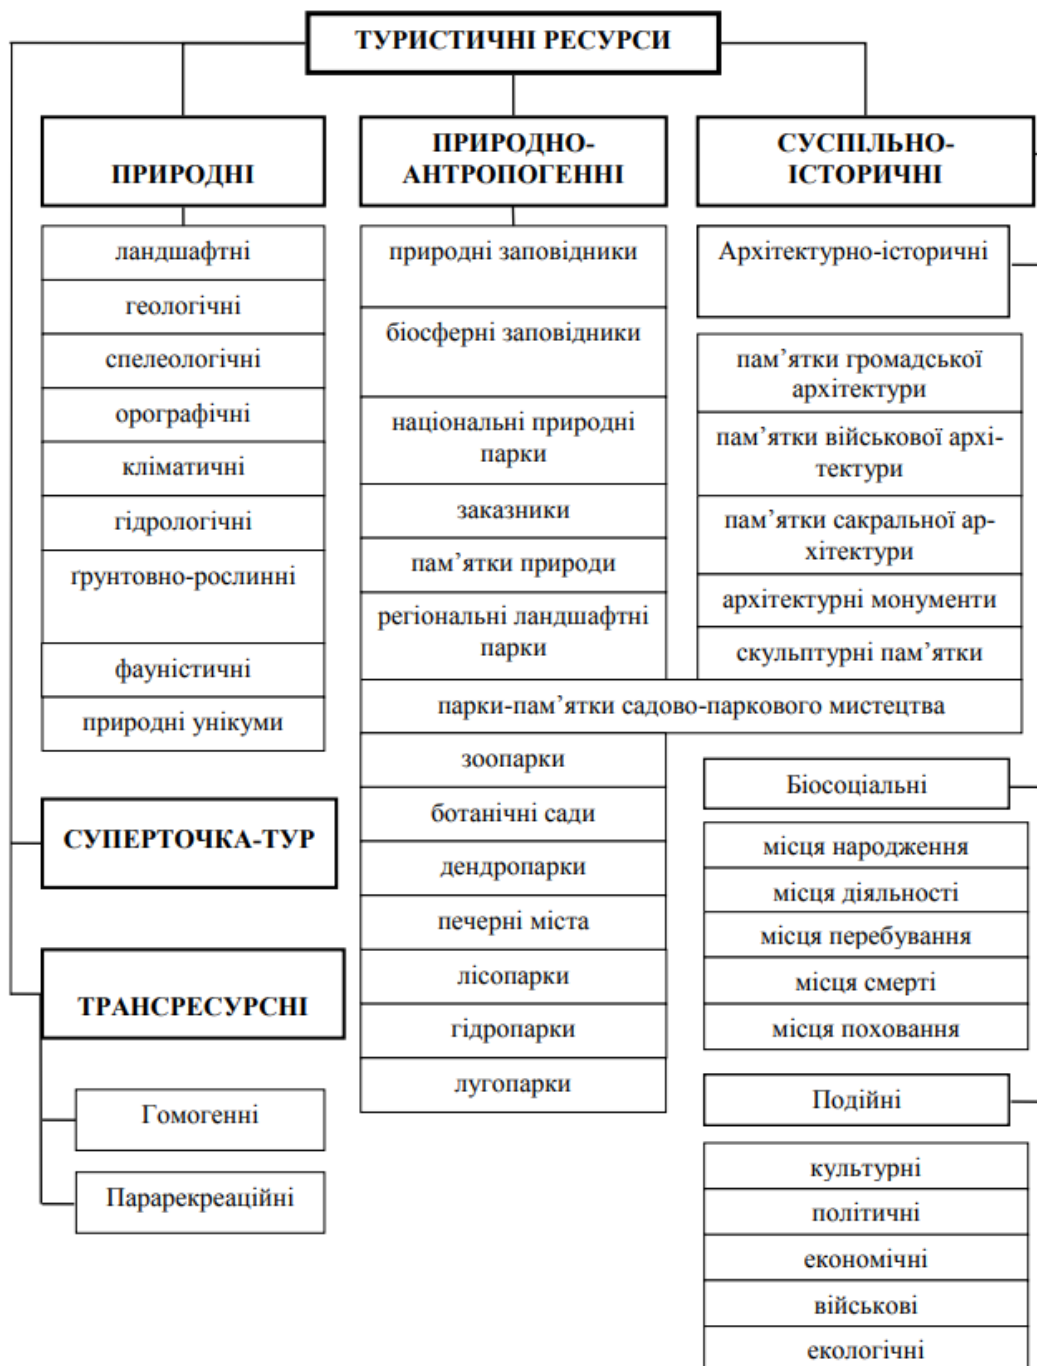 ТУРИСТИЧНІ РЕСУРСИ
ПРИРОДНІ
ландшафтні
геологічні
спелеологічні
орографічні
кліматичні
гідрологічні
ґрунтовно-рослинні
фауністичні
природні унікуми
СУПЕРТОЧКА-ТУР
ТРАНСРЕСУРСНІ
Гомогенні
Парарекреаційні
ПРИРОДНО-
АНТРОПОГЕННІ
природні заповідники
біосферні заповідники
національні природні
парки
заказники
пам’ятки природи
регіональні ландшафтні
парки
парки-пам’ятки садово-паркового мистецтва
зоопарки
ботанічні сади
дендропарки
печерні міста
лісопарки
гідропарки
лугопарки
СУСПІЛЬНО-
ІСТОРИЧНІ
Архітектурно-історичні
пам’ятки громадської
архітектури
пам’ятки військової архі-
тектури
пам’ятки сакральної ар-
хітектури
архітектурні монументи
скульптурні пам’ятки
Біосоціальні
місця народження
місця діяльності
місця перебування
місця смерті
місця поховання
Подійні
культурні
політичні
економічні
військові
екологічні